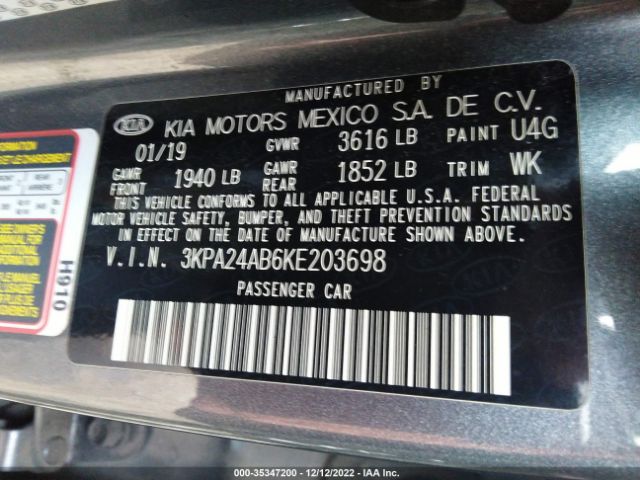 MANUFACTURED BY
KIA KIA MOTORS MEXICO S.A. DE C.V.
01/19 GVWR 3616 LB PAINT U4G
GAWR FRONT 1940 LB GAWR REAR 1852 LB TRIM WK
THIS VEHICLE CONFORMS TO ALL APPLICABLE U.S.A. FEDERAL
MOTOR VEHICLE SAFETY, BUMPER, AND THEFT PREVENTION STANDARDS
IN EFFECT ON THE DATE OF MANUFACTURE SHOWN ABOVE.
V.I.N. 3KPA24AB6KE203698
PASSENGER CAR
INFORMATION
H910
000-35347200 - 12/12/2022 - IAA Inc.